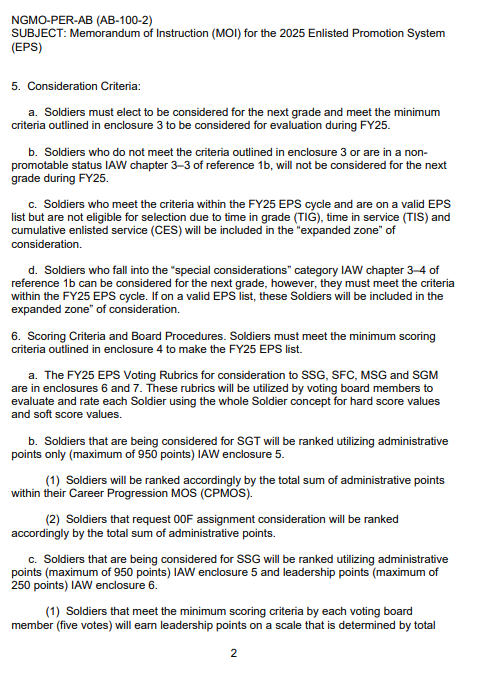 NGMO-PER-AB (AB-100-2)
SUBJECT: Memorandum of Instruction (MOI) for the 2025 Enlisted Promotion System
(EPS)
5. Consideration Criteria:
a. Soldiers must elect to be considered for the next grade and meet the minimum
criteria outlined in enclosure 3 to be considered for evaluation during FY25.
b. Soldiers who do not meet the criteria outlined in enclosure 3 or are in a non-
promotable status IAW chapter 3–3 of reference 1b, will not be considered for the next
grade during FY25.
c. Soldiers who meet the criteria within the FY25 EPS cycle and are on a valid EPS
list but are not eligible for selection due to time in grade (TIG), time in service (TIS) and
cumulative enlisted service (CES) will be included in the “expanded zone” of
consideration.
d. Soldiers who fall into the “special considerations” category IAW chapter 3–4 of
reference 1b can be considered for the next grade, however, they must meet the criteria
within the FY25 EPS cycle. If on a valid EPS list, these Soldiers will be included in the
expanded zone” of consideration.
6. Scoring Criteria and Board Procedures. Soldiers must meet the minimum scoring
criteria outlined in enclosure 4 to make the FY25 EPS list.
a. The FY25 EPS Voting Rubrics for consideration to SSG, SFC, MSG and SGM
are in enclosures 6 and 7. These rubrics will be utilized by voting board members to
evaluate and rate each Soldier using the whole Soldier concept for hard score values
and soft score values.
b. Soldiers that are being considered for SGT will be ranked utilizing administrative
points only (maximum of 950 points) IAW enclosure 5.
(1) Soldiers will be ranked accordingly by the total sum of administrative points
within their Career Progression MOS (CPMOS).
(2) Soldiers that request 00F assignment consideration will be ranked
accordingly by the total sum of administrative points.
c. Soldiers that are being considered for SSG will be ranked utilizing administrative
points (maximum of 950 points) IAW enclosure 5 and leadership points (maximum of
250 points) IAW enclosure 6.
(1) Soldiers that meet the minimum scoring criteria by each voting board
member (five votes) will earn leadership points on a scale that is determined by total
2